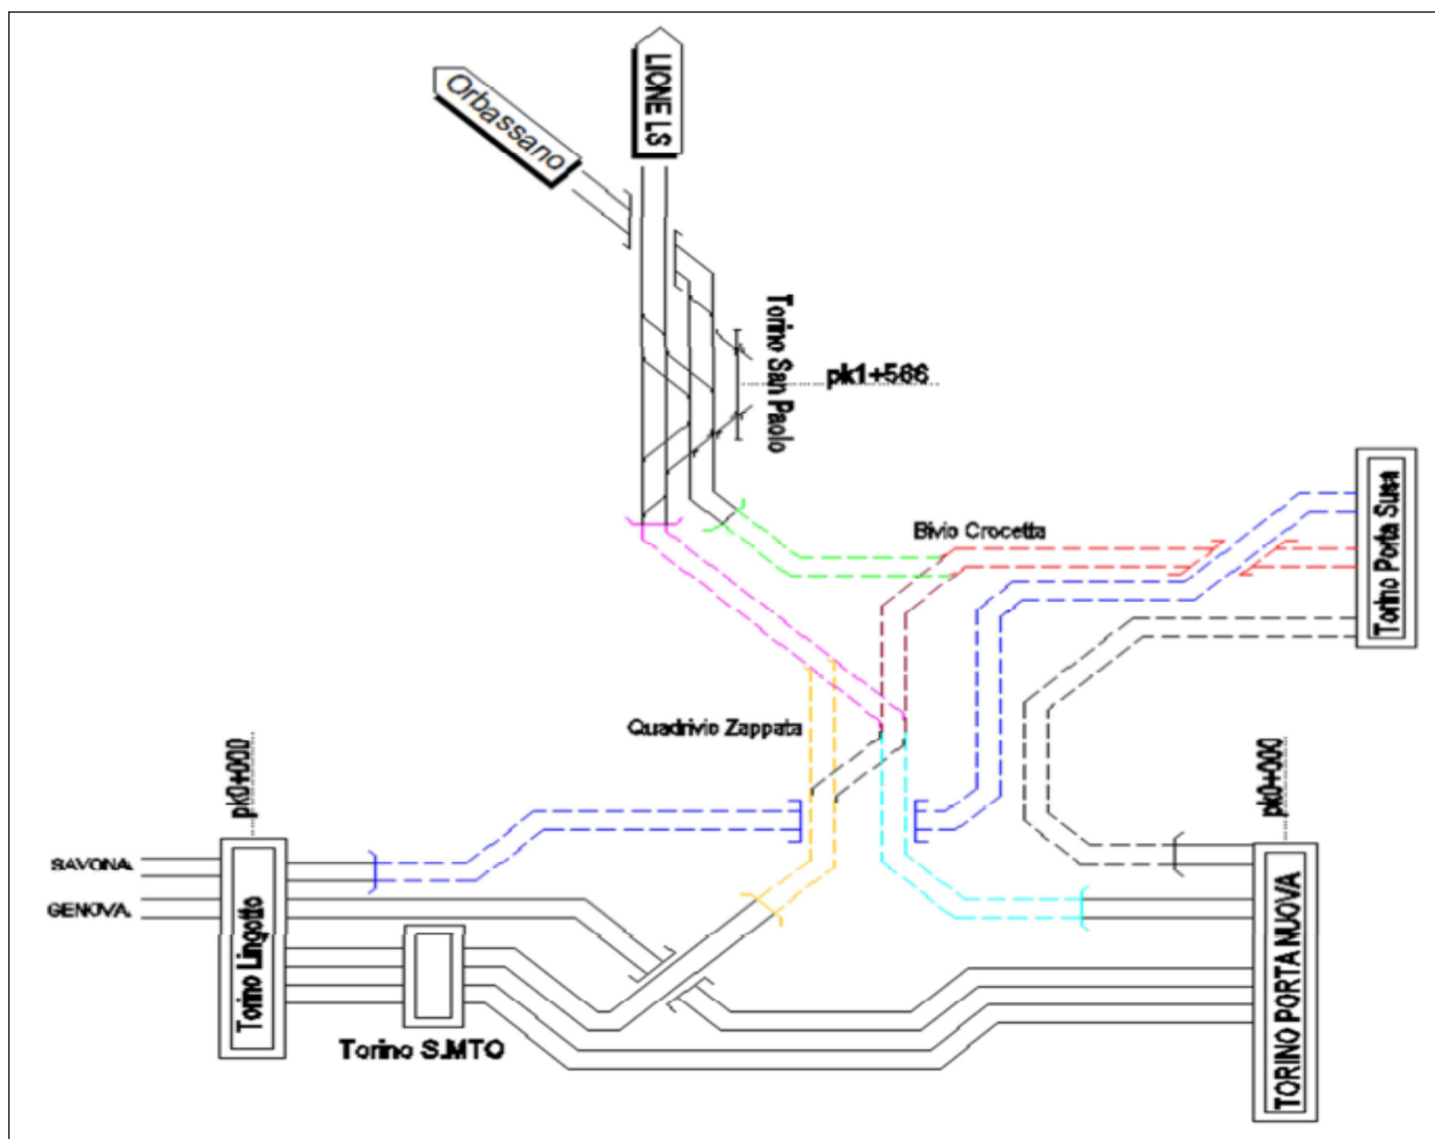 LIONE LS
Orbassano
Torino San Paolo
pk1+566
Bivio Crocetta
Torino Porta Susa
Quadrivio Zappata
pk0+000
pk0+000
SAVONA.
GENOVA.
Torino Lingotto
Torino S.MTO
TORINO PORTA NUOVA